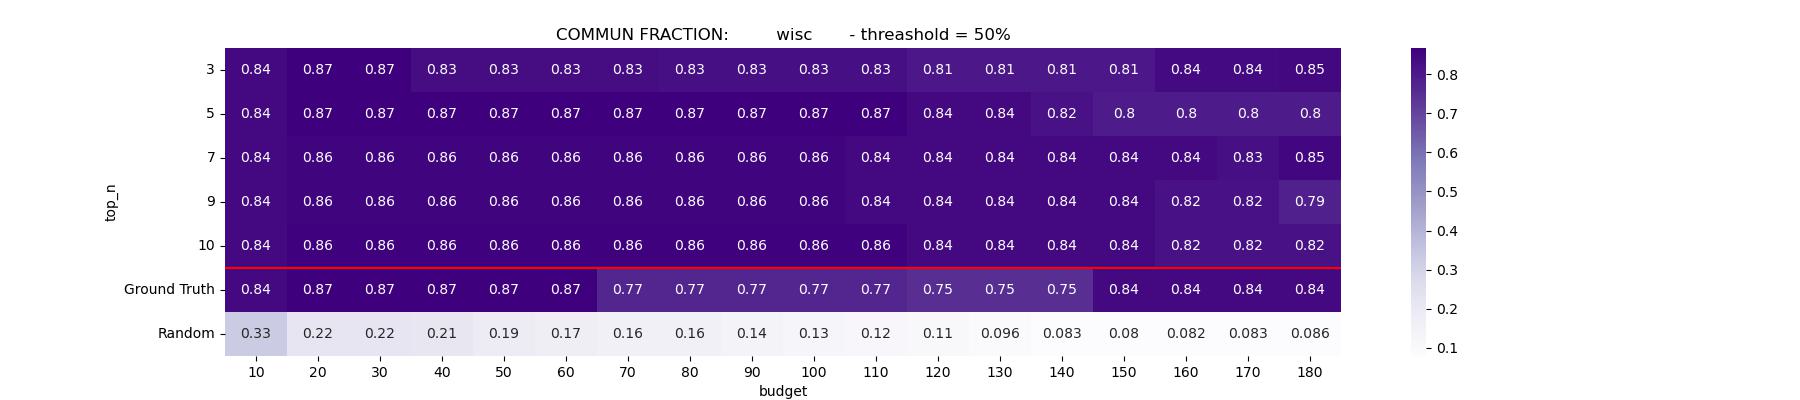 COMMUN FRACTION: wisc - threashold = 50%
3 0.84 0.87 0.87 0.83 0.83 0.83 0.83 0.83 0.83 0.83 0.83 0.81 0.81 0.81 0.81 0.84 0.84 0.85
5 0.84 0.87 0.87 0.87 0.87 0.87 0.87 0.87 0.87 0.87 0.87 0.84 0.84 0.82 0.8 0.8 0.8 0.8
7 0.84 0.86 0.86 0.86 0.86 0.86 0.86 0.86 0.86 0.86 0.84 0.84 0.84 0.84 0.84 0.84 0.83 0.85
9 0.84 0.86 0.86 0.86 0.86 0.86 0.86 0.86 0.86 0.86 0.84 0.84 0.84 0.84 0.84 0.82 0.82 0.79
10 0.84 0.86 0.86 0.86 0.86 0.86 0.86 0.86 0.86 0.86 0.86 0.84 0.84 0.84 0.84 0.82 0.82 0.82
Ground Truth 0.84 0.87 0.87 0.87 0.87 0.87 0.77 0.77 0.77 0.77 0.77 0.75 0.75 0.75 0.84 0.84 0.84 0.84
Random 0.33 0.22 0.22 0.21 0.19 0.17 0.16 0.16 0.14 0.13 0.12 0.11 0.096 0.083 0.08 0.082 0.083 0.086
10 20 30 40 50 60 70 80 90 100 110 120 130 140 150 160 170 180
budget
top_n
0.8
0.7
0.6
0.5
0.4
0.3
0.2
0.1